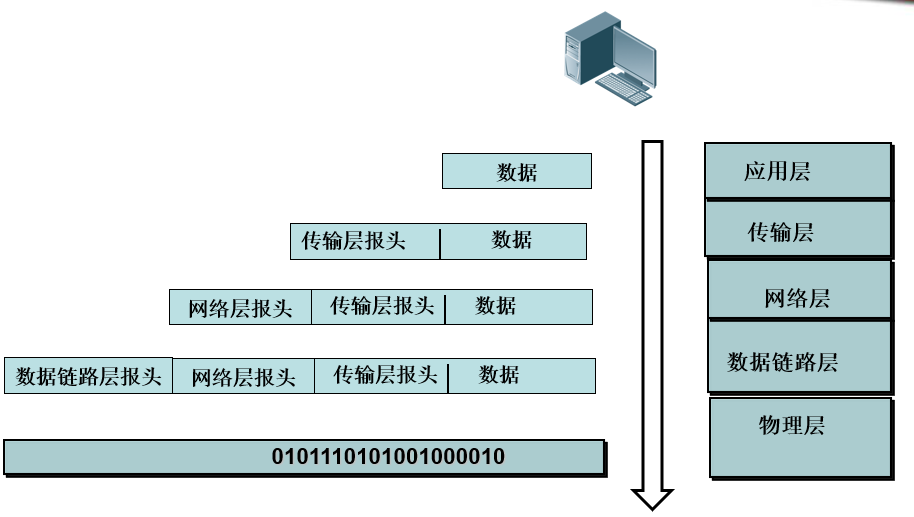 数据
应用层
传输层报头 数据
传输层
网络层报头 传输层报头 数据
网络层
数据链路层报头 网络层报头 传输层报头 数据
数据链路层
物理层
0101110101001000010